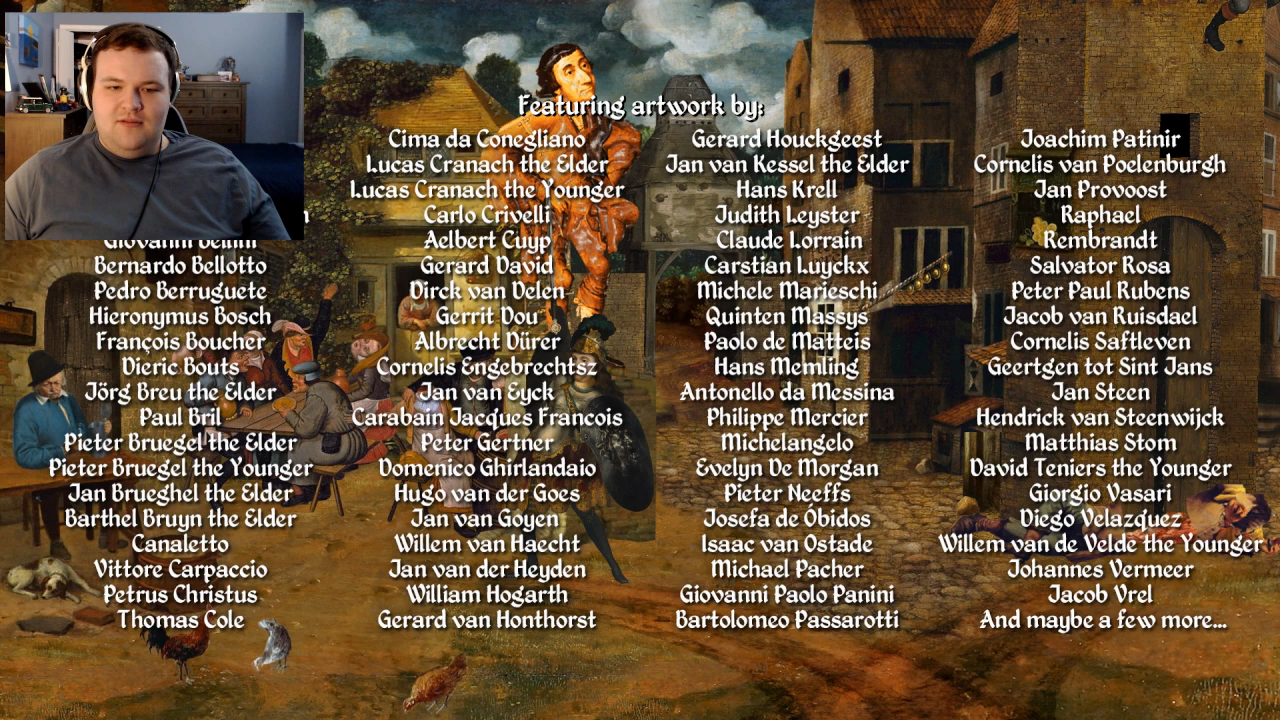 Featuring artwork by:
Giovanni Bellini
Bernardo Bellotto
Pedro Berruguete
Hieronymus Bosch
François Boucher
Dieric Bouts
Jörg Breu the Elder
Paul Bril
Pieter Bruegel the Elder
Pieter Bruegel the Younger
Jan Brueghel the Elder
Barthel Bruyn the Elder
Canaletto
Vittore Carpaccio
Petrus Christus
Thomas Cole
Cima da Conegliano
Lucas Cranach the Elder
Lucas Cranach the Younger
Carlo Crivelli
Aelbert Cuyp
Gerard David
Dirck van Delen
Gerrit Dou
Albrecht Dürer
Cornelis Engebrechtsz
Jan van Eyck
Carabain Jacques Francois
Peter Gertner
Domenico Ghirlandaio
Hugo van der Goes
Jan van Goyen
Willem van Haecht
Jan van der Heyden
William Hogarth
Gerard van Honthorst
Gerard Houckgeest
Jan van Kessel the Elder
Hans Krell
Judith Leyster
Claude Lorrain
Carstian Luyckx
Michele Marieschi
Quinten Massys
Paolo de Matteis
Hans Memling
Antonello da Messina
Philippe Mercier
Michelangelo
Evelyn De Morgan
Pieter Neeffs
Josefa de Óbidos
Isaac van Ostade
Michael Pacher
Giovanni Paolo Panini
Bartolomeo Passarotti
Joachim Patinir
Cornelis van Poelenburgh
Jan Provoost
Raphael
Rembrandt
Salvator Rosa
Peter Paul Rubens
Jacob van Ruisdael
Cornelis Saftleven
Geertgen tot Sint Jans
Jan Steen
Hendrick van Steenwijck
Matthias Stom
David Teniers the Younger
Giorgio Vasari
Diego Velazquez
Willem van de Velde the Younger
Johannes Vermeer
Jacob Vrel
And maybe a few more...